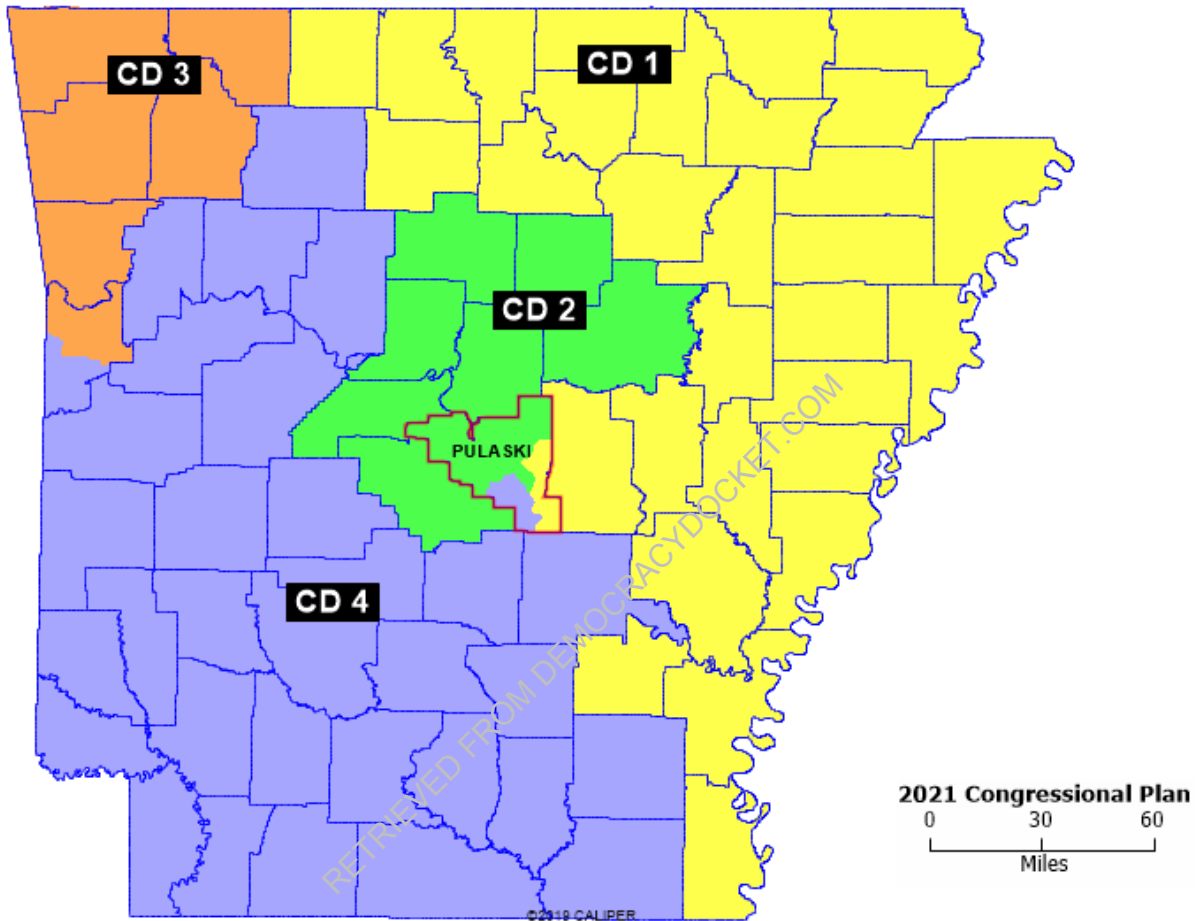 CD 3
CD 1
CD 2
PULASKI
CD 4
RETRIEVED FROM DEMOCRACYDOCKET.COM
2021 Congressional Plan
0 30 60
Miles
©2019 CALIPER